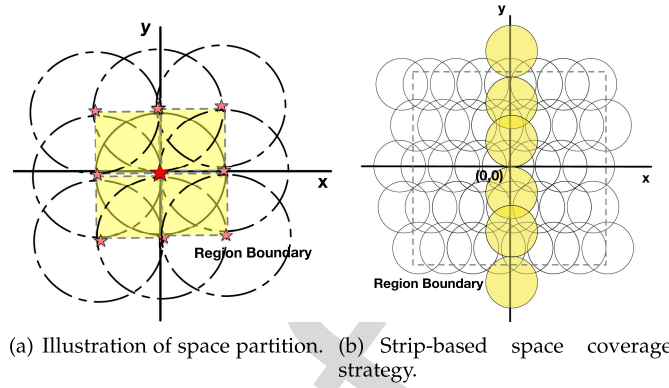 y
x
Region Boundary
y
(0,0)
x
Region Boundary
(a) Illustration of space partition.
(b) Strip-based space coverage
strategy.